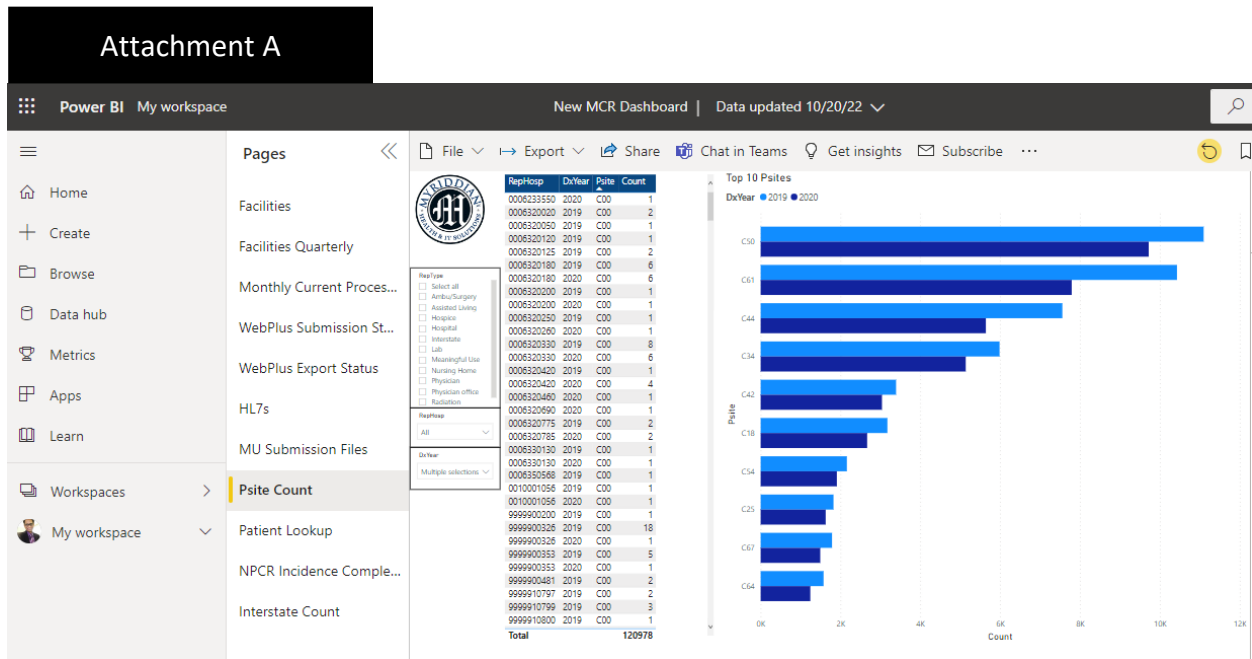 Attachment A
Power BI My workspace
New MCR Dashboard | Data updated 10/20/22
Pages
File
Export
Share
Chat in Teams
Get insights
Subscribe
...
Home
Create
Browse
Data hub
Metrics
Apps
Learn
Workspaces
My workspace
Facilities
Facilities Quarterly
Monthly Current Proces...
WebPlus Submission St...
WebPlus Export Status
HL7s
MU Submission Files
Psite Count
Patient Lookup
NPCR Incidence Comple...
Interstate Count
MYRIDDIAN
HEALTH & IT SOLUTIONS
RepType
Select all
Ambu/Surgery
Assisted Living
Hospice
Hospital
Interstate
Lab
Meaningful Use
Nursing Home
Physician
Physician office
Radiation
RepHosp
All
DxYear
Multiple selections
RepHosp DxYear Psite Count
0006233550 2020 C00 1
0006320020 2019 C00 2
0006320050 2019 C00 1
0006320120 2019 C00 1
0006320125 2019 C00 2
0006320180 2019 C00 6
0006320180 2020 C00 6
0006320200 2019 C00 1
0006320200 2020 C00 1
0006320250 2019 C00 1
0006320260 2020 C00 1
0006320330 2019 C00 8
0006320330 2020 C00 6
0006320420 2019 C00 1
0006320420 2020 C00 4
0006320460 2020 C00 1
0006320690 2020 C00 1
0006320775 2019 C00 2
0006320785 2020 C00 2
0006330130 2019 C00 1
0006330130 2020 C00 1
0006350568 2019 C00 1
0010001056 2019 C00 1
0010001056 2020 C00 1
9999900200 2019 C00 1
9999900326 2019 C00 18
9999900326 2020 C00 1
9999900353 2019 C00 5
9999900353 2020 C00 1
9999900481 2019 C00 2
9999910797 2019 C00 2
9999910799 2019 C00 3
9999910800 2019 C00 1
Total 120978
Top 10 Psites
DxYear 2019 2020
Psite
C50
C61
C44
C34
C42
C18
C54
C25
C67
C64
0K 2K 4K 6K 8K 10K 12K
Count